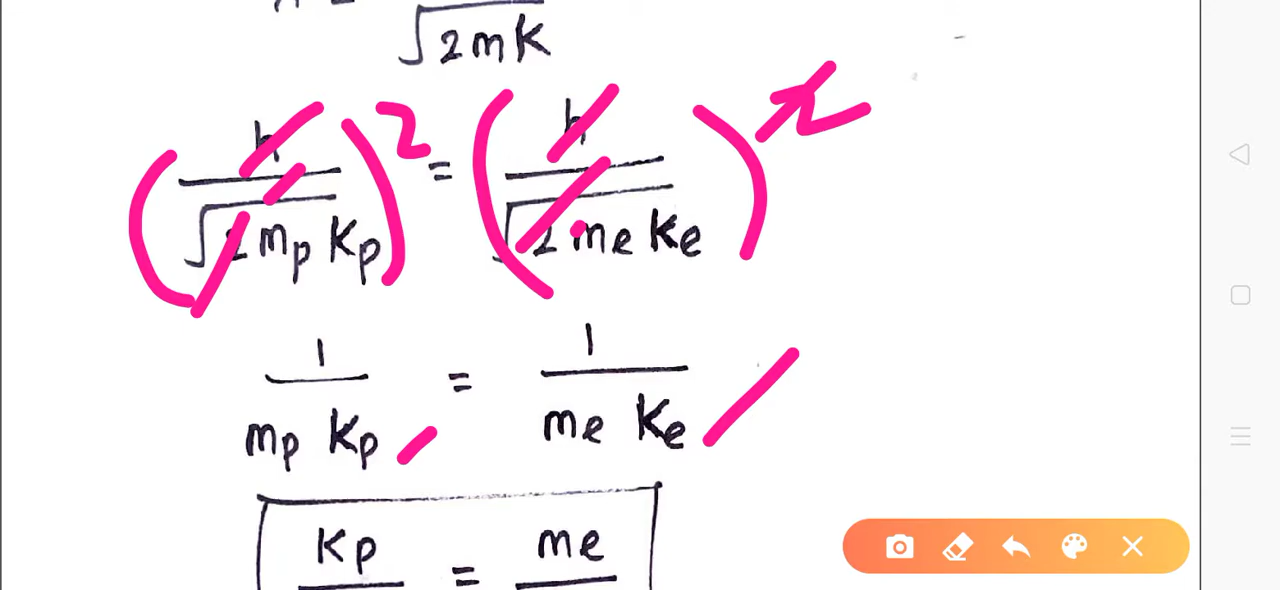 √2mK
(h/√2mpKp)² = (h/√2meKe)²
1/mpKp = 1/meKe
Kp = me